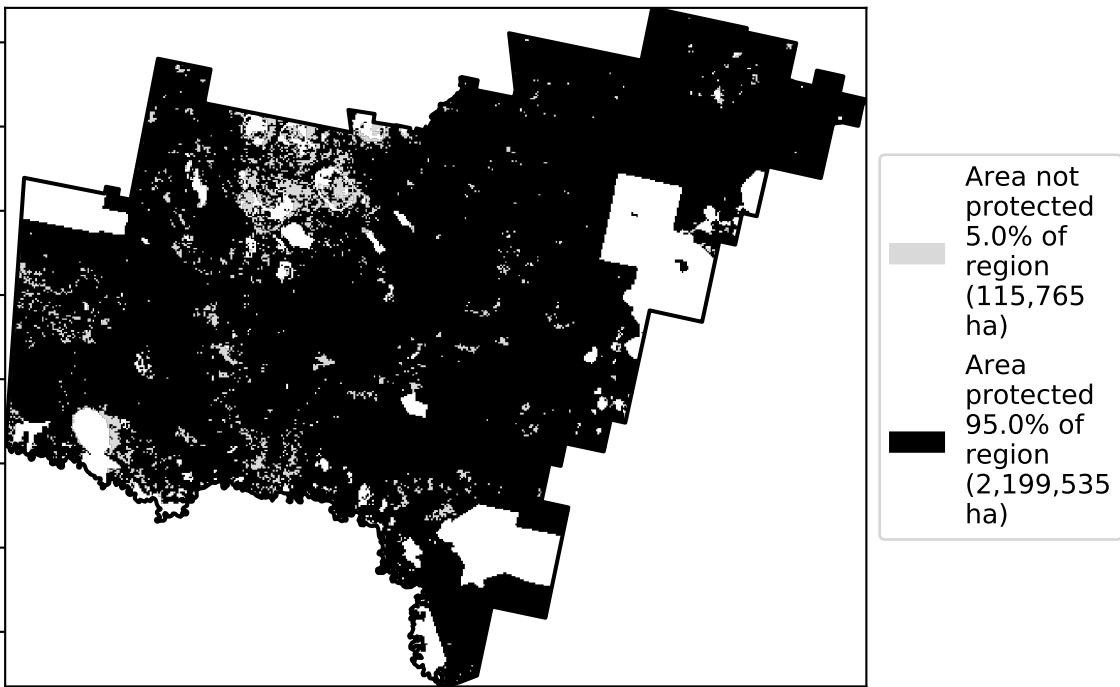 Area not
protected
5.0% of
region
(115,765
ha)
Area
protected
95.0% of
region
(2,199,535
ha)